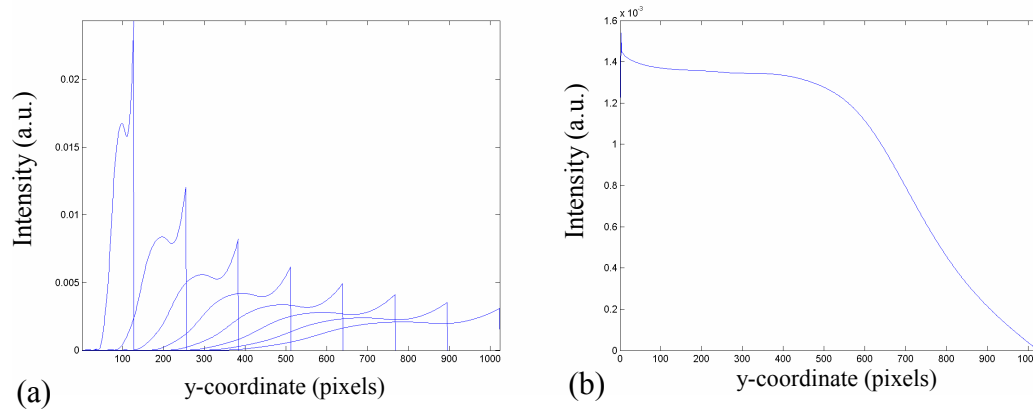 Intensity (a.u.)
0.02
0.015
0.01
0.005
0
100 200 300 400 500 600 700 800 900 1000
y-coordinate (pixels)
(a)
x 10⁻³
Intensity (a.u.)
1.6
1.4
1.2
1
0.8
0.6
0.4
0.2
0
0 100 200 300 400 500 600 700 800 900 1000
y-coordinate (pixels)
(b)